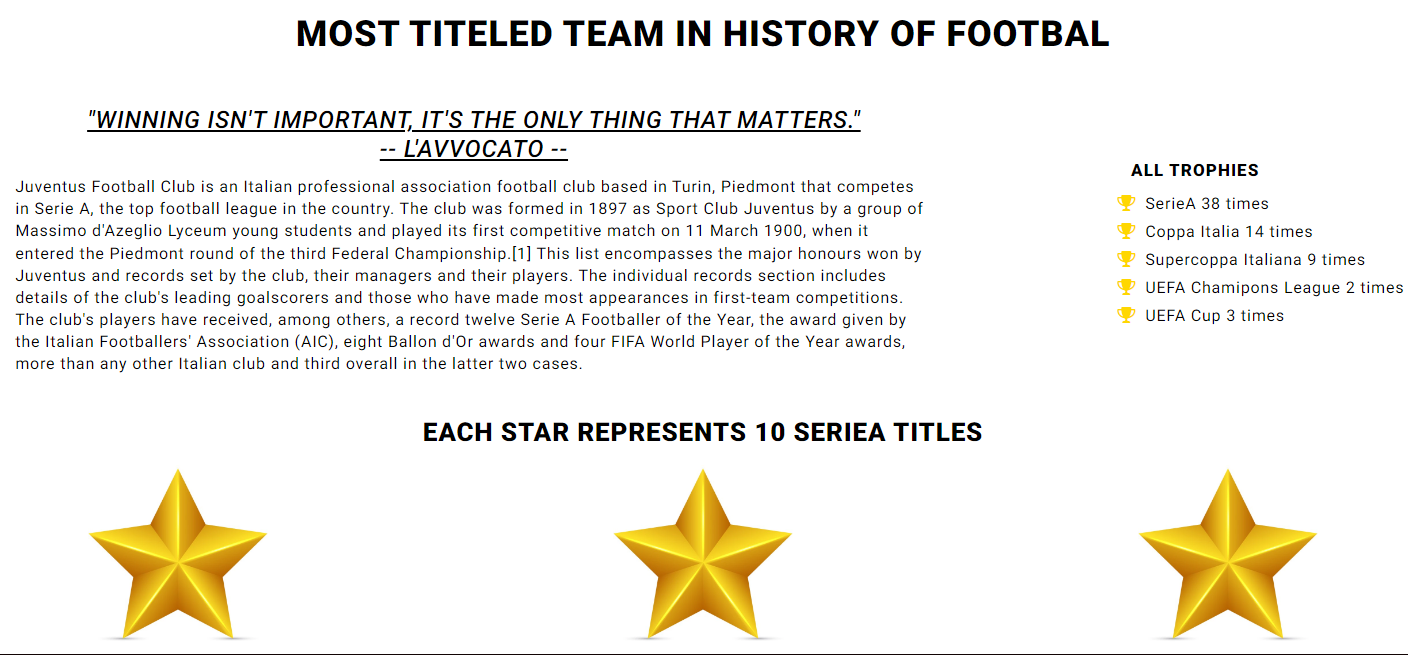 MOST TITELED TEAM IN HISTORY OF FOOTBAL
"WINNING ISN'T IMPORTANT, IT'S THE ONLY THING THAT MATTERS."
-- L'AVVOCATO --
Juventus Football Club is an Italian professional association football club based in Turin, Piedmont that competes
in Serie A, the top football league in the country. The club was formed in 1897 as Sport Club Juventus by a group of
Massimo d'Azeglio Lyceum young students and played its first competitive match on 11 March 1900, when it
entered the Piedmont round of the third Federal Championship.[1] This list encompasses the major honours won by
Juventus and records set by the club, their managers and their players. The individual records section includes
details of the club's leading goalscorers and those who have made most appearances in first-team competitions.
The club's players have received, among others, a record twelve Serie A Footballer of the Year, the award given by
the Italian Footballers' Association (AIC), eight Ballon d'Or awards and four FIFA World Player of the Year awards,
more than any other Italian club and third overall in the latter two cases.
ALL TROPHIES
SerieA 38 times
Coppa Italia 14 times
Supercoppa Italiana 9 times
UEFA Chamipons League 2 times
UEFA Cup 3 times
EACH STAR REPRESENTS 10 SERIEA TITLES